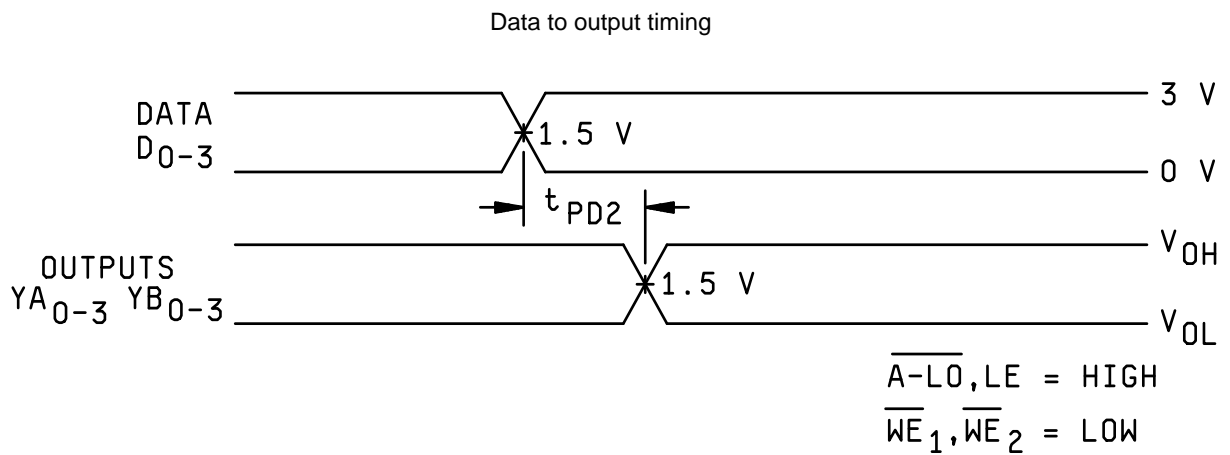 Data to output timing
DATA
D0-3
1.5 V
3 V
0 V
tPD2
OUTPUTS
YA0-3 YB0-3
1.5 V
VOH
VOL
A-LO,LE = HIGH
WE1,WE2 = LOW